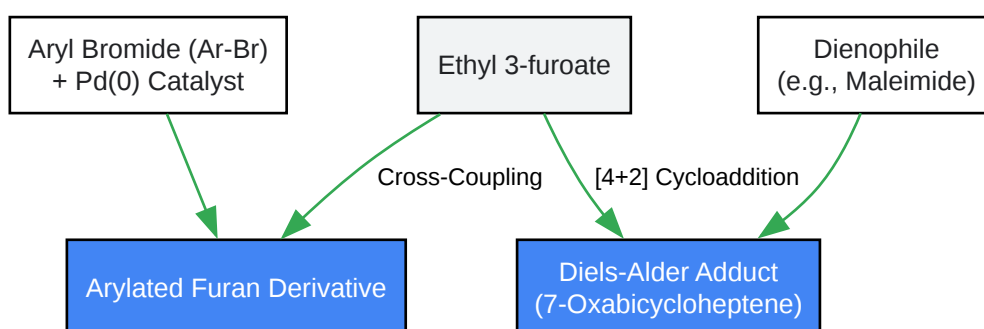 Aryl Bromide (Ar-Br)
+ Pd(0) Catalyst
Ethyl 3-furoate
Dienophile
(e.g., Maleimide)
Cross-Coupling
[4+2] Cycloaddition
Arylated Furan Derivative
Diels-Alder Adduct
(7-Oxabicycloheptene)